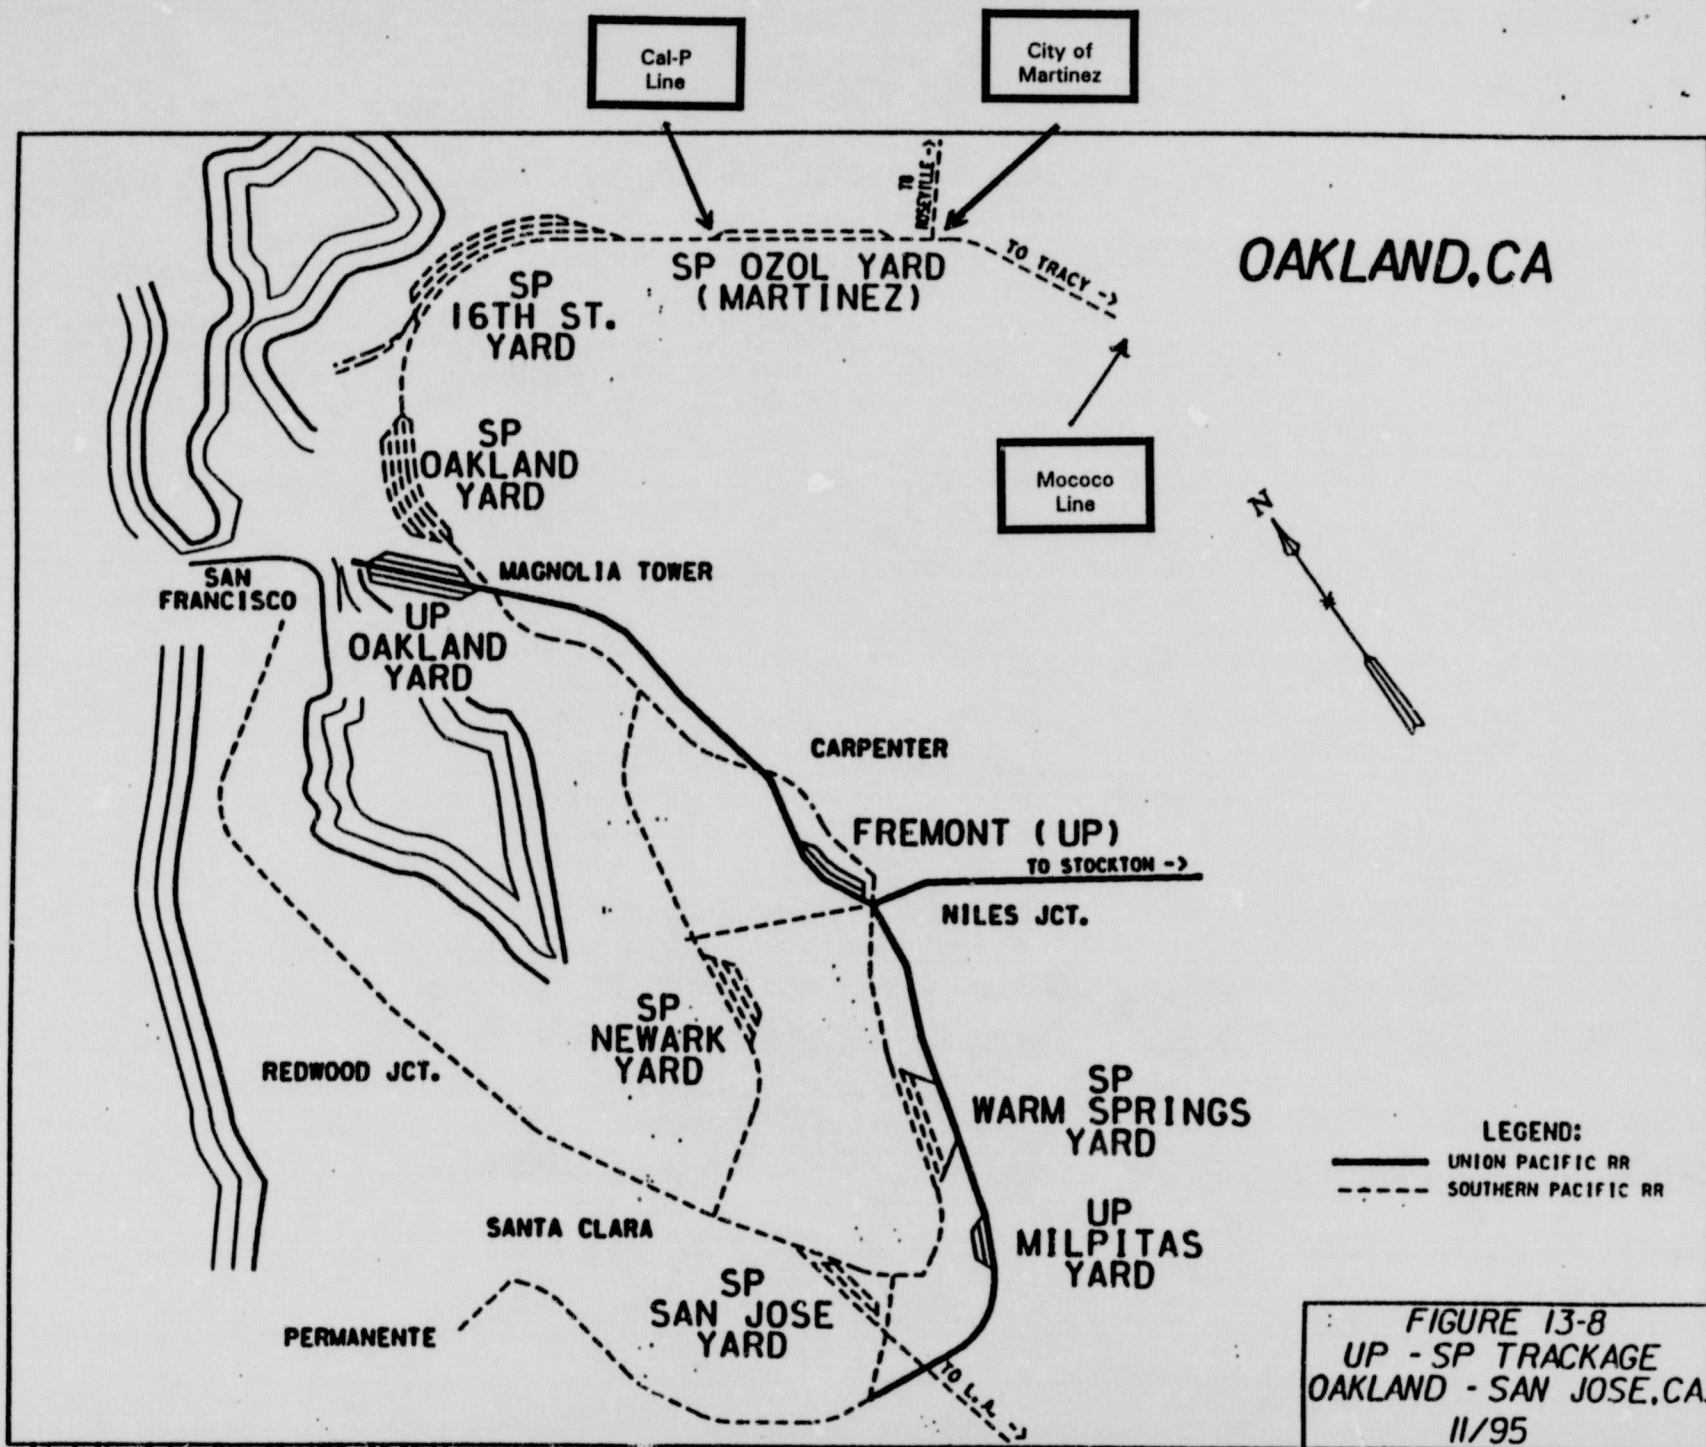 Cal-P
Line
City of
Martinez
TO
ROSEVILLE ->
OAKLAND, CA
TO TRACY ->
SP OZOL YARD
(MARTINEZ)
SP
16TH ST.
YARD
SP
OAKLAND
YARD
Mococo
Line
N
MAGNOLIA TOWER
SAN
FRANCISCO
UP
OAKLAND
YARD
CARPENTER
FREMONT (UP)
TO STOCKTON ->
NILES JCT.
SP
NEWARK
YARD
REDWOOD JCT.
SP
WARM SPRINGS
YARD
LEGEND:
UNION PACIFIC RR
SOUTHERN PACIFIC RR
SANTA CLARA
UP
MILPITAS
YARD
SP
SAN JOSE
YARD
PERMANENTE
TO L.A. ->
FIGURE 13-8
UP - SP TRACKAGE
OAKLAND - SAN JOSE, CA.
11/95